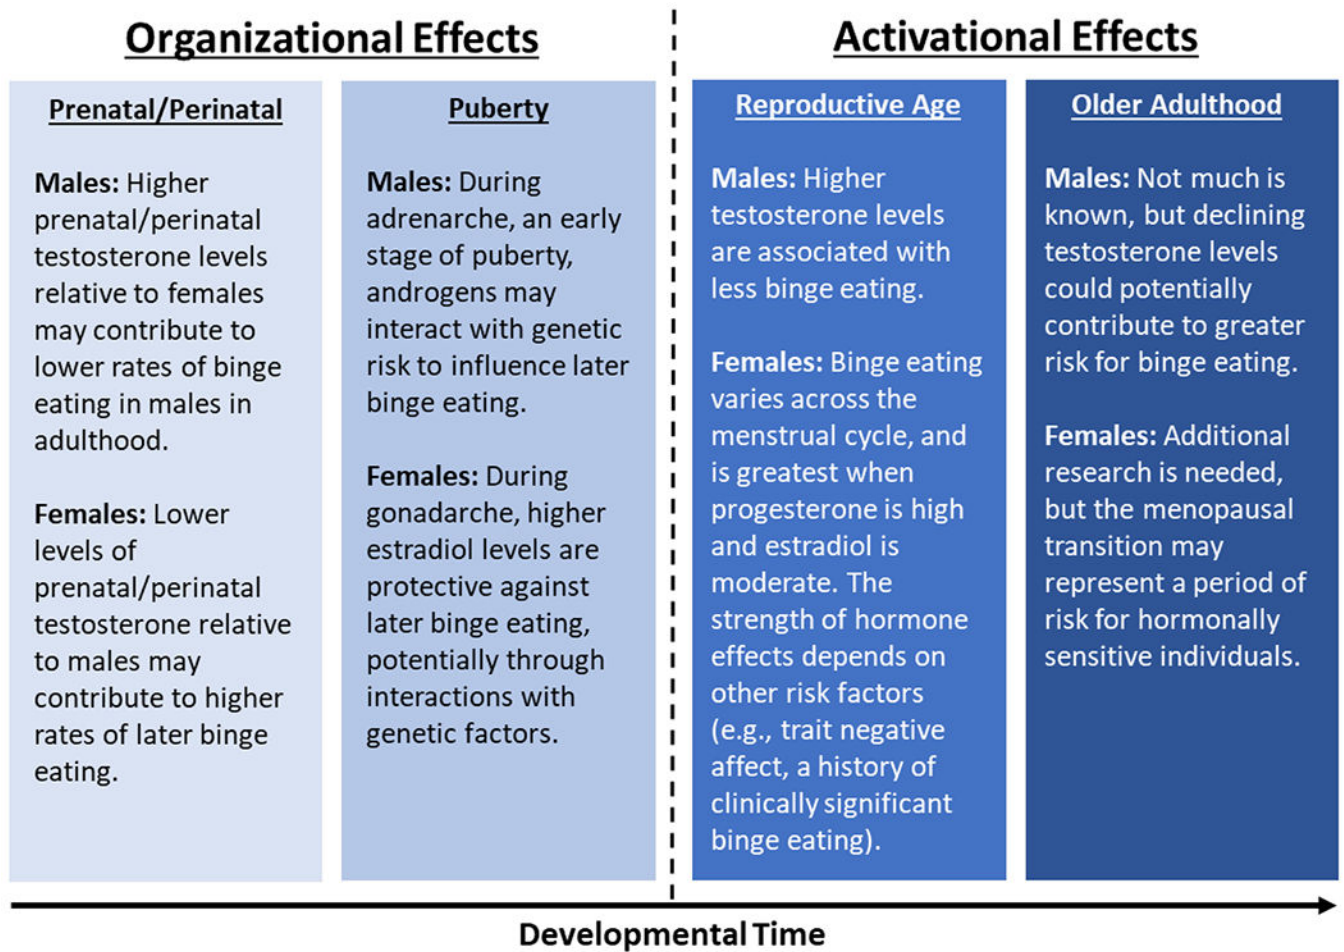 Organizational Effects
Activational Effects
Prenatal/Perinatal
Males: Higher
prenatal/perinatal
testosterone levels
relative to females
may contribute to
lower rates of binge
eating in males in
adulthood.
Females: Lower
levels of
prenatal/perinatal
testosterone relative
to males may
contribute to higher
rates of later binge
eating.
Puberty
Males: During
adrenarche, an early
stage of puberty,
androgens may
interact with genetic
risk to influence later
binge eating.
Females: During
gonadarche, higher
estradiol levels are
protective against
later binge eating,
potentially through
interactions with
genetic factors.
Reproductive Age
Males: Higher
testosterone levels
are associated with
less binge eating.
Females: Binge eating
varies across the
menstrual cycle, and
is greatest when
progesterone is high
and estradiol is
moderate. The
strength of hormone
effects depends on
other risk factors
(e.g., trait negative
affect, a history of
clinically significant
binge eating).
Older Adulthood
Males: Not much is
known, but declining
testosterone levels
could potentially
contribute to greater
risk for binge eating.
Females: Additional
research is needed,
but the menopausal
transition may
represent a period of
risk for hormonally
sensitive individuals.
Developmental Time